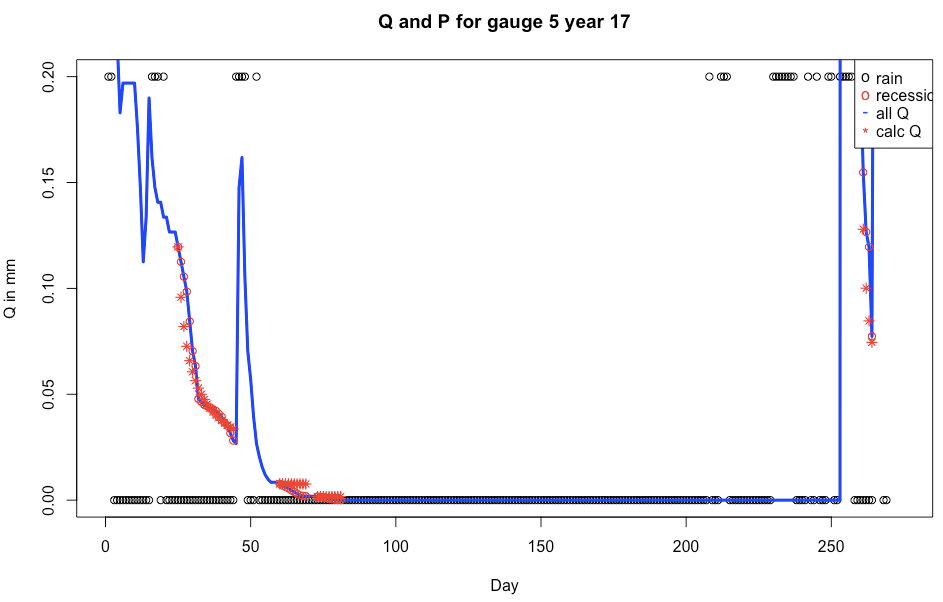 Q and P for gauge 5 year 17
Q in mm
0.20
0.15
0.10
0.05
0.00
o rain
o recessio
- all Q
* calc Q
0 50 100 150 200 250
Day